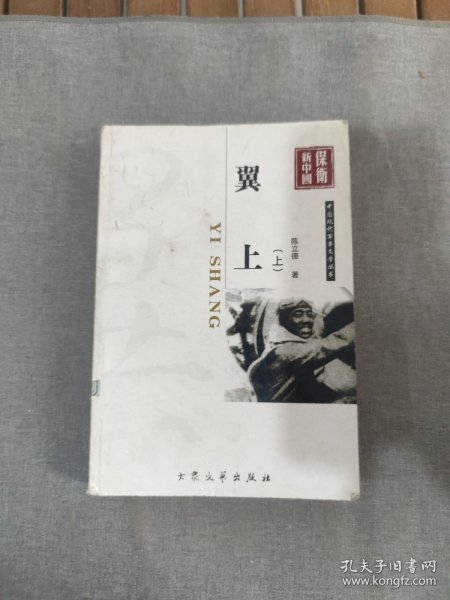 保衛
新中國
中国现代军事文学丛书
翼上
(上)
YI SHANG
陈立德 著
大众文艺出版社
孔夫子旧书网
www.kongfz.com